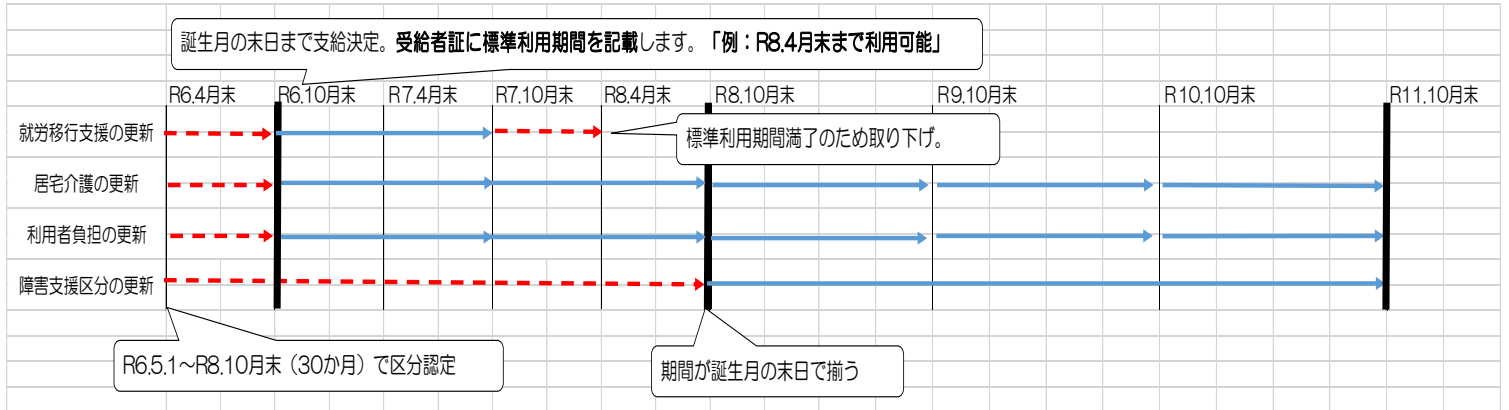 誕生月の末日まで支給決定。受給者証に標準利用期間を記載します。「例：R8.4月末まで利用可能」
R6.4月末 R6.10月末 R7.4月末 R7.10月末 R8.4月末 R8.10月末 R9.10月末 R10.10月末 R11.10月末
就労移行支援の更新
標準利用期間満了のため取り下げ。
居宅介護の更新
利用者負担の更新
障害支援区分の更新
R6.5.1～R8.10月末（30か月）で区分認定
期間が誕生月の末日で揃う